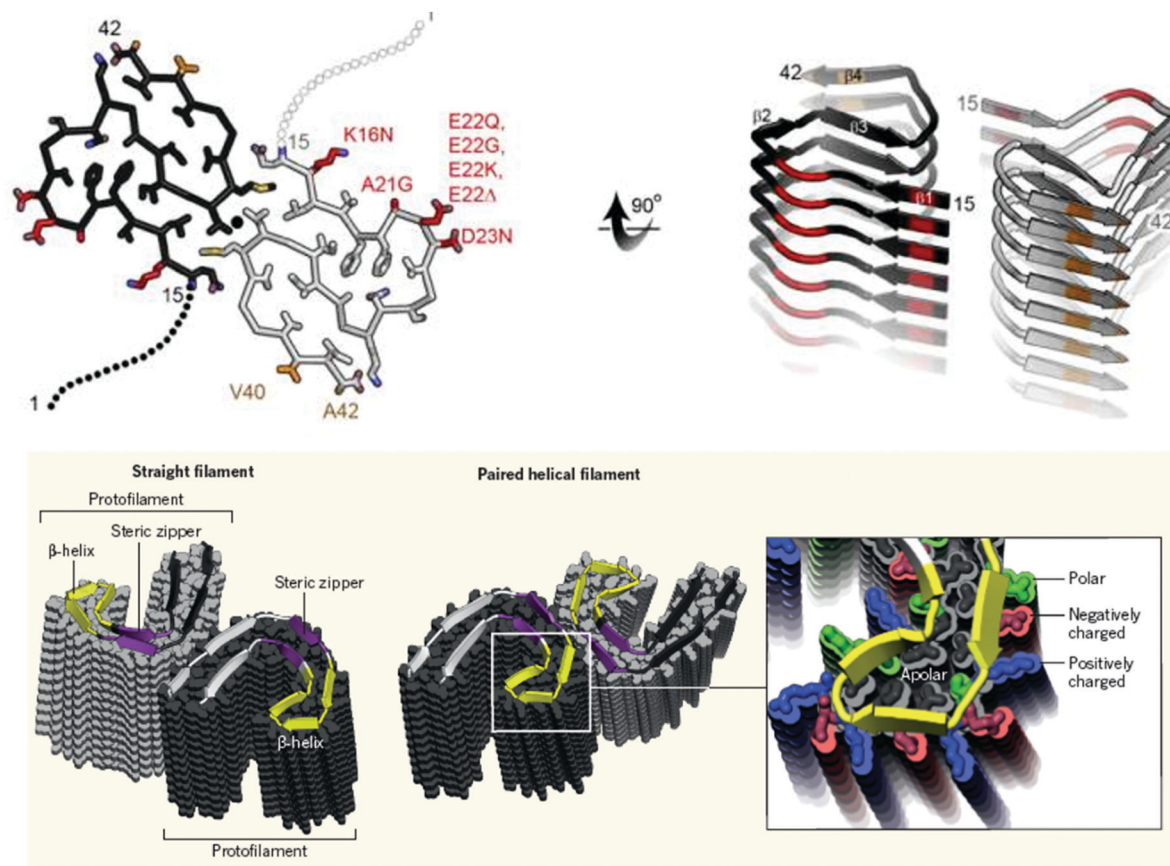 42
1
15
K16N
A21G
E22Q,
E22G,
E22K,
E22Δ
D23N
15
1
V40
A42
90°
42
β4
β2
β3
β1
15
15
42
Straight filament
Protofilament
Steric zipper
β-helix
Steric zipper
β-helix
Protofilament
Paired helical filament
Apolar
Polar
Negatively
charged
Positively
charged